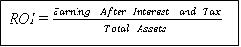 ROI = Earning After Interest and Tax / Total Assets